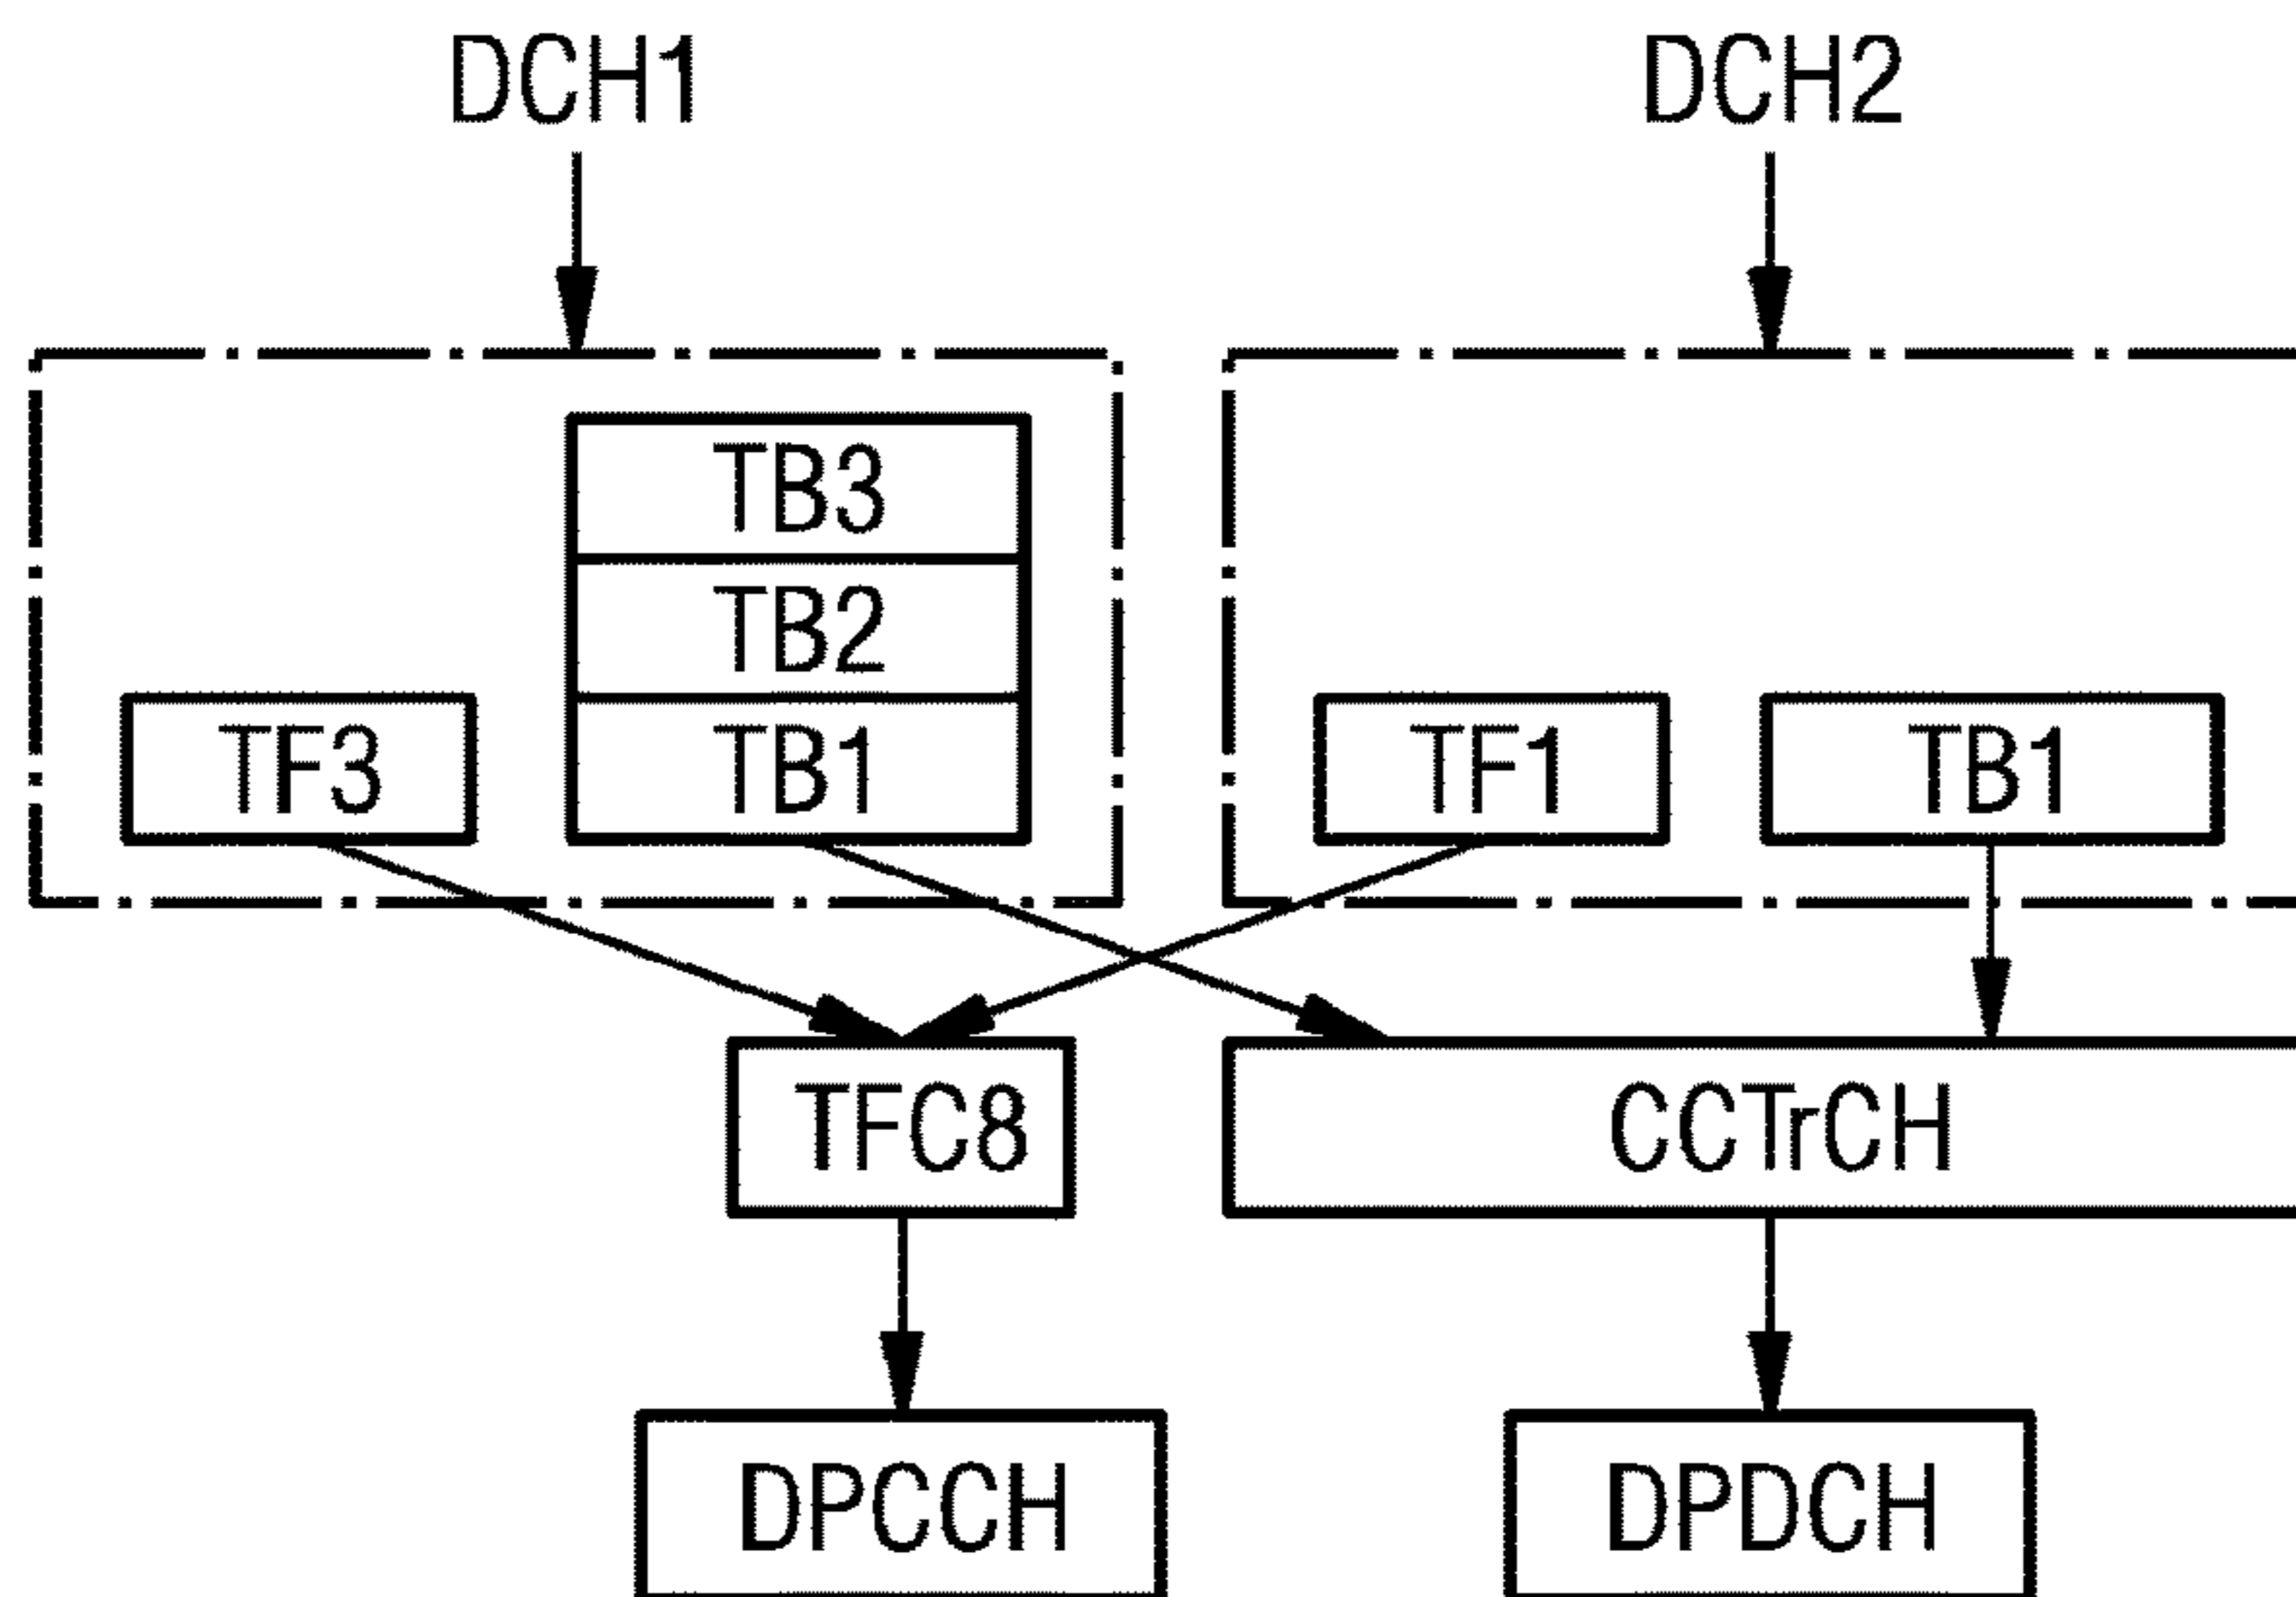 DCH1
DCH2
TB3
TB2
TF3
TB1
TF1
TB1
TFC8
CCTrCH
DPCCH
DPDCH